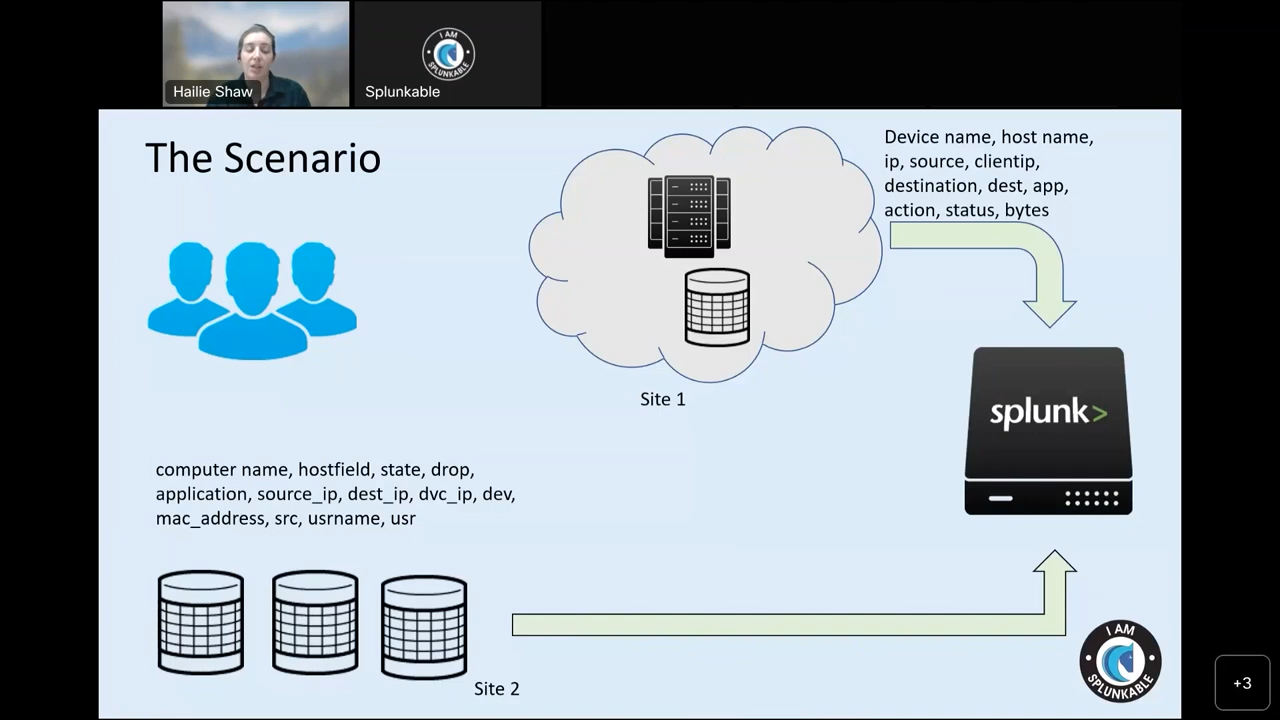 I AM
SPLUNKABLE
Hailie Shaw
Splunkable
The Scenario
Device name, host name,
ip, source, clientip,
destination, dest, app,
action, status, bytes
Site 1
splunk>
computer name, hostfield, state, drop,
application, source_ip, dest_ip, dvc_ip, dev,
mac_address, src, usrname, usr
Site 2
I AM
SPLUNKABLE
+3